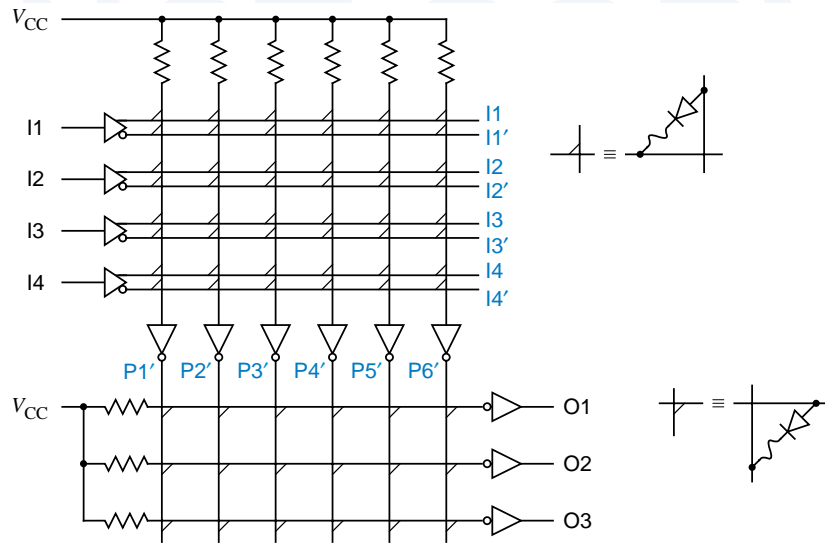 VCC
I1
I1′
I1
I2
I2′
I2
I3
I3′
I3
I4
I4′
I4
≡
P1′ P2′ P3′ P4′ P5′ P6′
VCC
O1
≡
O2
O3